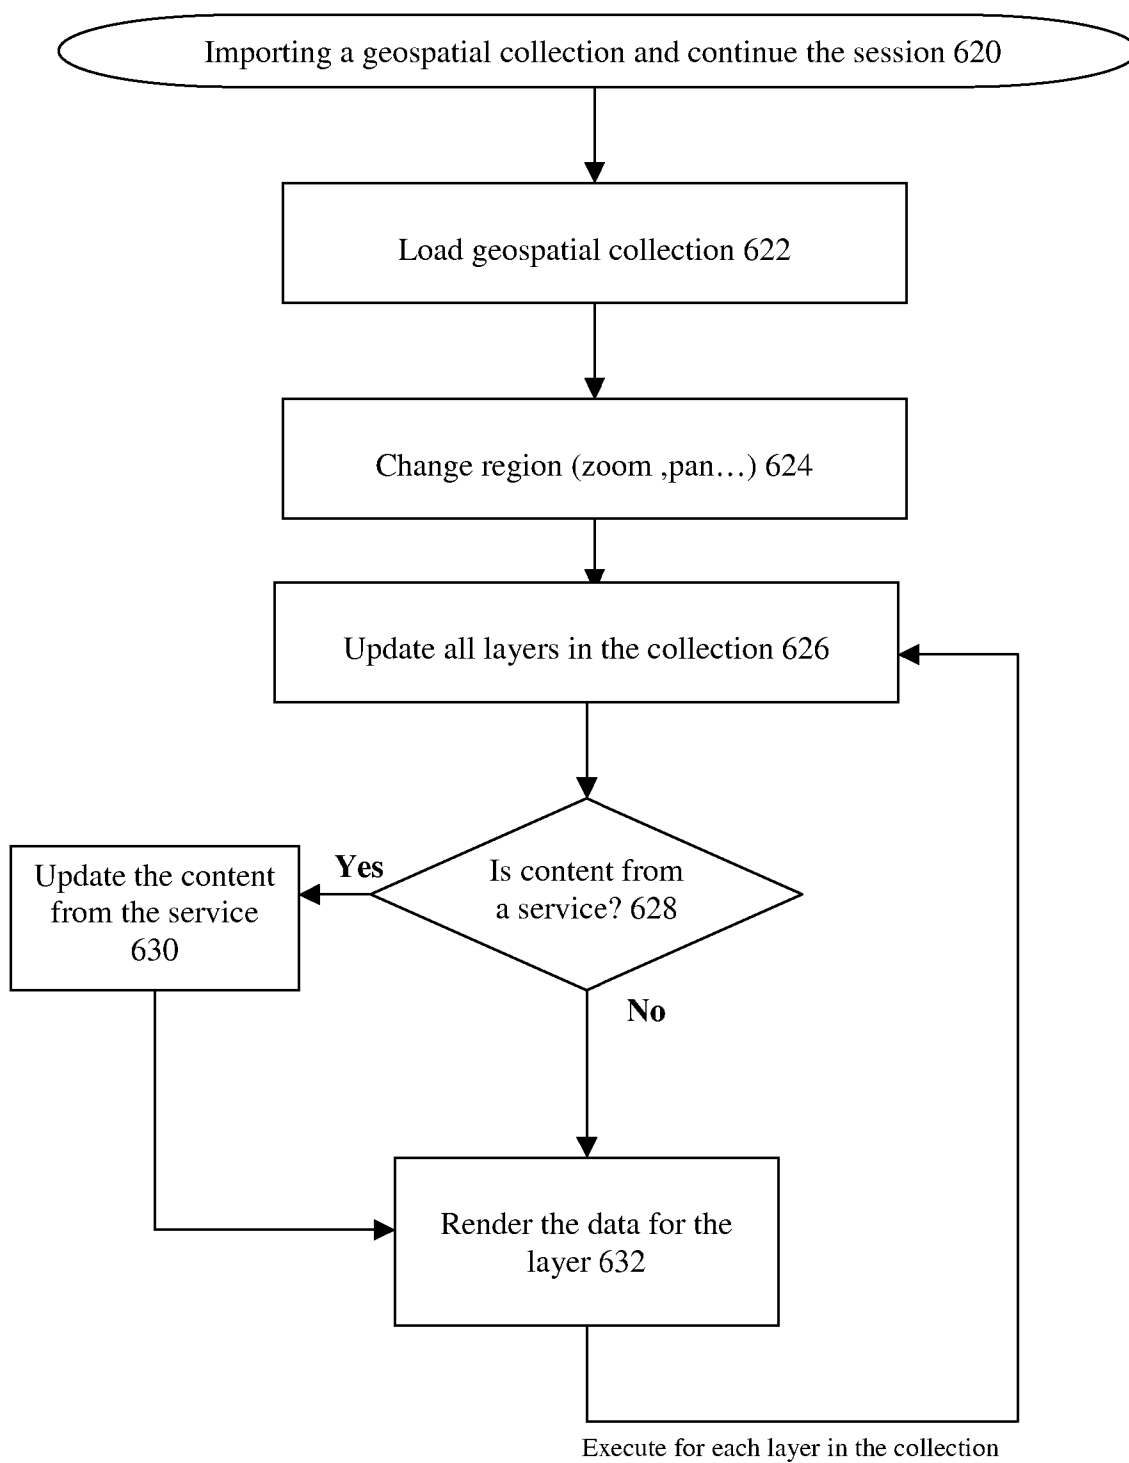 Importing a geospatial collection and continue the session 620
Load geospatial collection 622
Change region (zoom ,pan…) 624
Update all layers in the collection 626
Is content from
a service? 628
Yes
Update the content
from the service
630
No
Render the data for the
layer 632
Execute for each layer in the collection